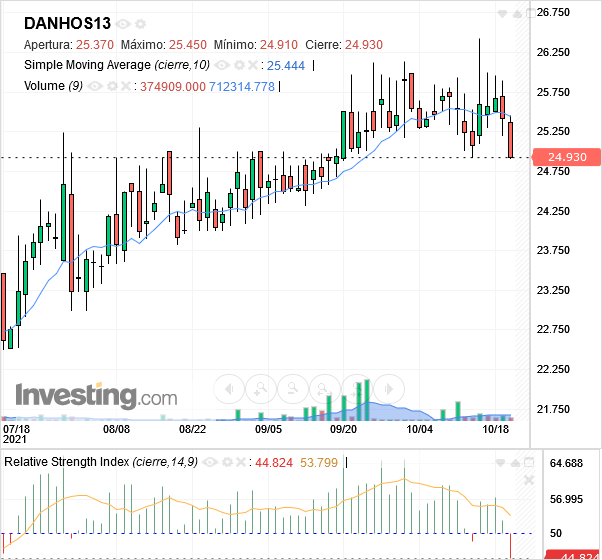 DANHOS13
Apertura: 25.370 Máximo: 25.450 Mínimo: 24.910 Cierre: 24.930
Simple Moving Average (cierre,10) : 25.444
Volume (9) : 374909.000 712314.778
26.750
26.250
25.750
25.250
24.930
24.750
24.250
23.750
23.250
22.750
22.250
21.750
Investing.com
07/18 08/08 08/22 09/05 09/20 10/04 10/18
2021
Relative Strength Index (cierre,14,9) : 44.824 53.799
64.688
56.995
50
44.824